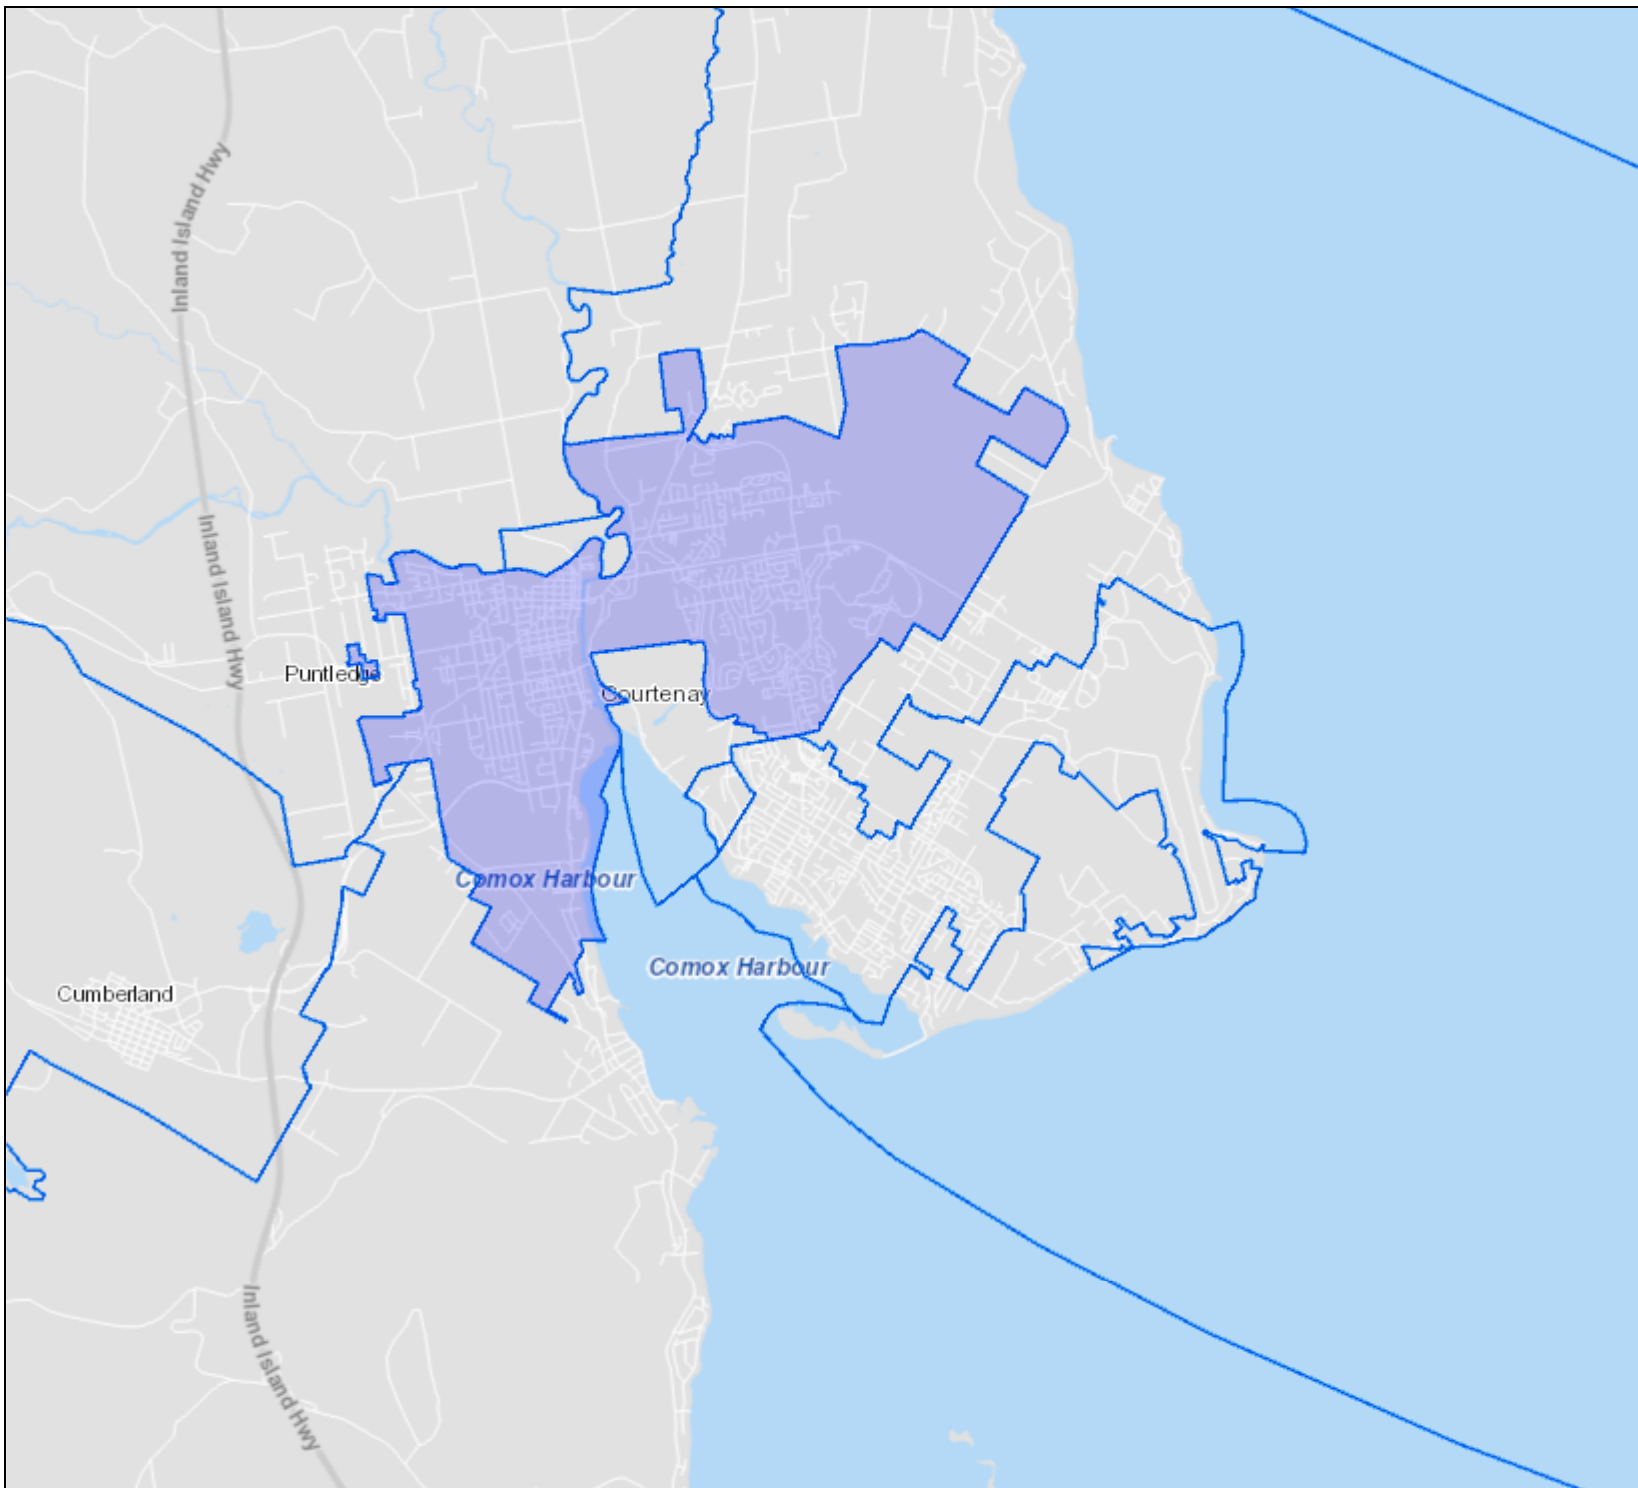 Inland Island Hwy
Inland Island Hwy
Puntledge
Courtenay
Comox Harbour
Comox Harbour
Cumberland
Inland Island Hwy